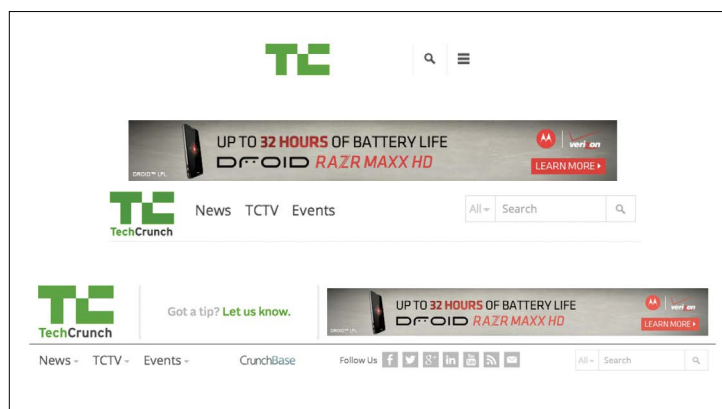 TC
UP TO 32 HOURS OF BATTERY LIFE
DROID RAZR MAXX HD
verizon
LEARN MORE
DROID™ LPL
TechCrunch
News TCTV Events
All Search
TechCrunch
Got a tip? Let us know.
UP TO 32 HOURS OF BATTERY LIFE
DROID RAZR MAXX HD
verizon
LEARN MORE
News TCTV Events CrunchBase Follow Us All Search